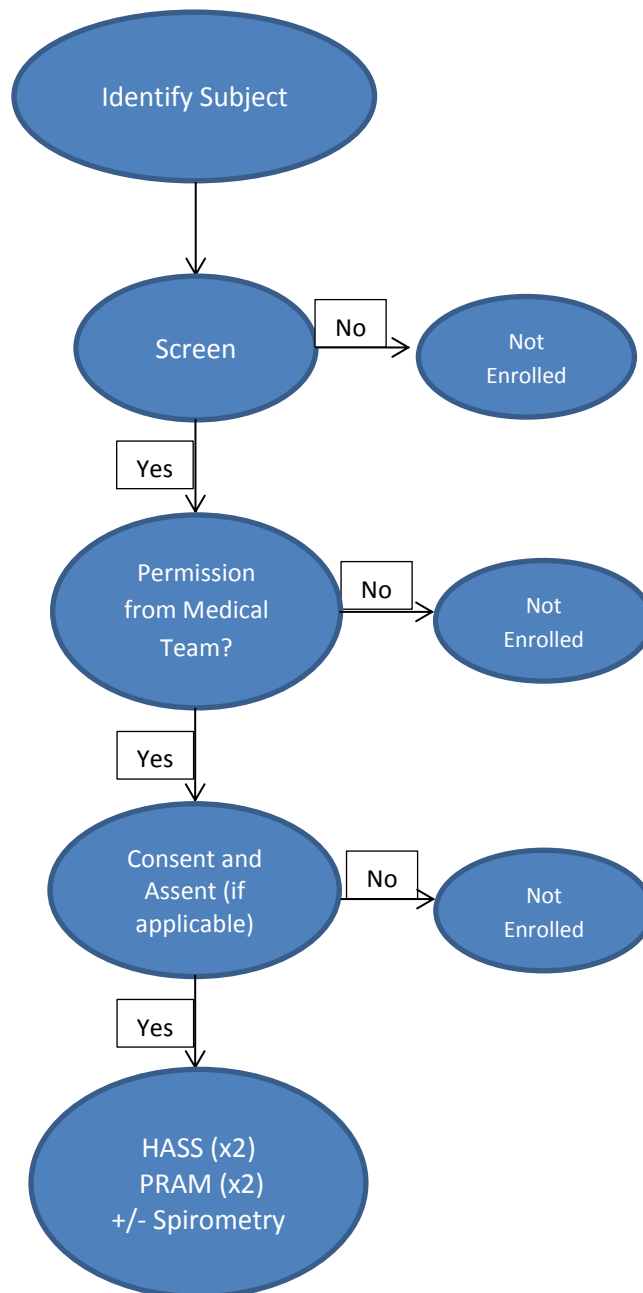 Identify Subject
Screen
No
Not
Enrolled
Yes
Permission
from Medical
Team?
No
Not
Enrolled
Yes
Consent and
Assent (if
applicable)
No
Not
Enrolled
Yes
HASS (x2)
PRAM (x2)
+/- Spirometry